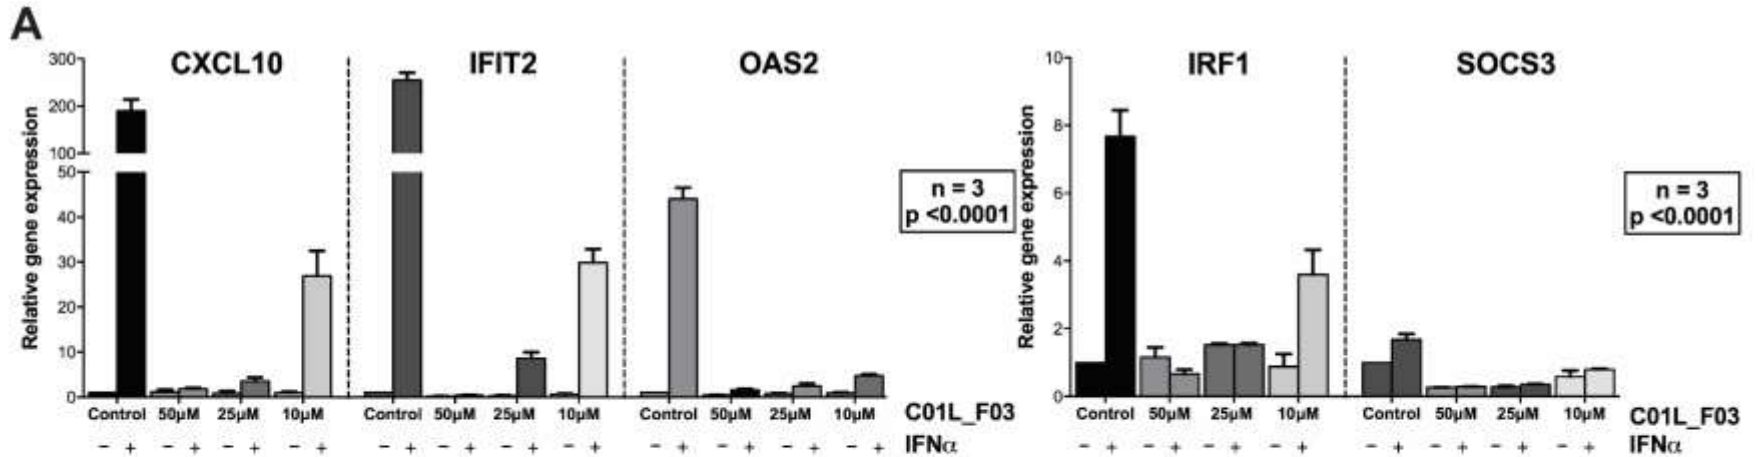 A
CXCL10 IFIT2 OAS2
Relative gene expression
300
200
100
50
40
30
20
10
0
Control 50µM 25µM 10µM Control 50µM 25µM 10µM Control 50µM 25µM 10µM C01L_F03
− + − + − + − + − + − + − + − + − + − + − + − + IFNα
n = 3
p <0.0001
IRF1 SOCS3
Relative gene expression
10
8
6
4
2
0
Control 50µM 25µM 10µM Control 50µM 25µM 10µM C01L_F03
− + − + − + − + − + − + − + − + IFNα
n = 3
p <0.0001